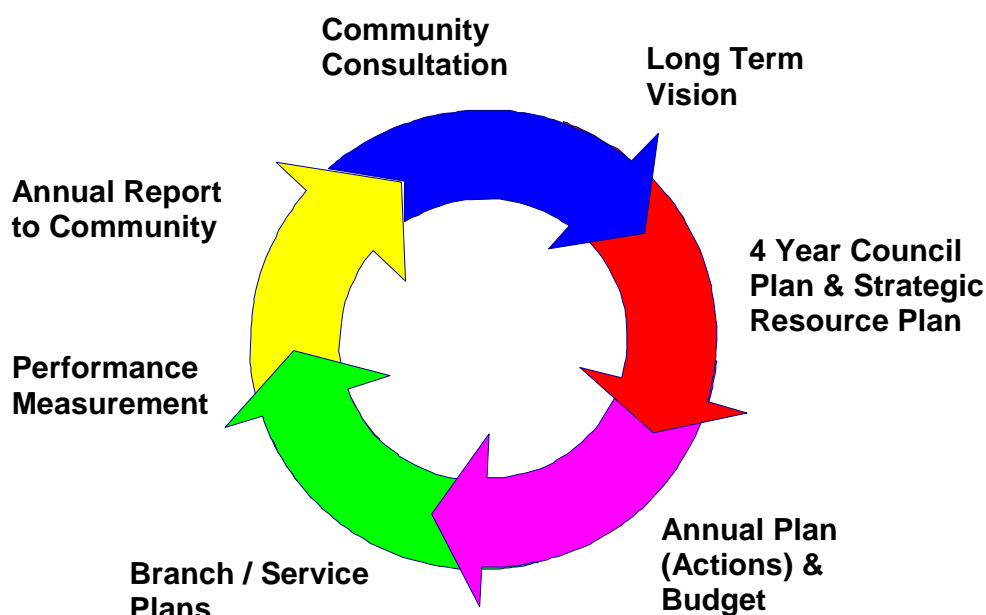 Community
Consultation
Long Term
Vision
4 Year Council
Plan & Strategic
Resource Plan
Annual Plan
(Actions) &
Budget
Branch / Service
Plans
Performance
Measurement
Annual Report
to Community